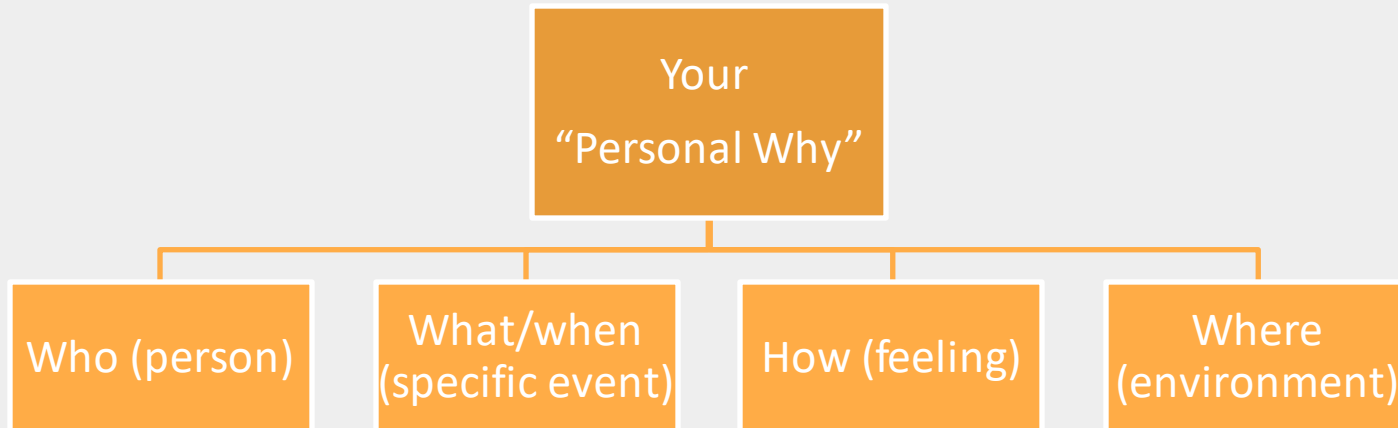 Your
“Personal Why”
Who (person)
What/when
(specific event)
How (feeling)
Where
(environment)